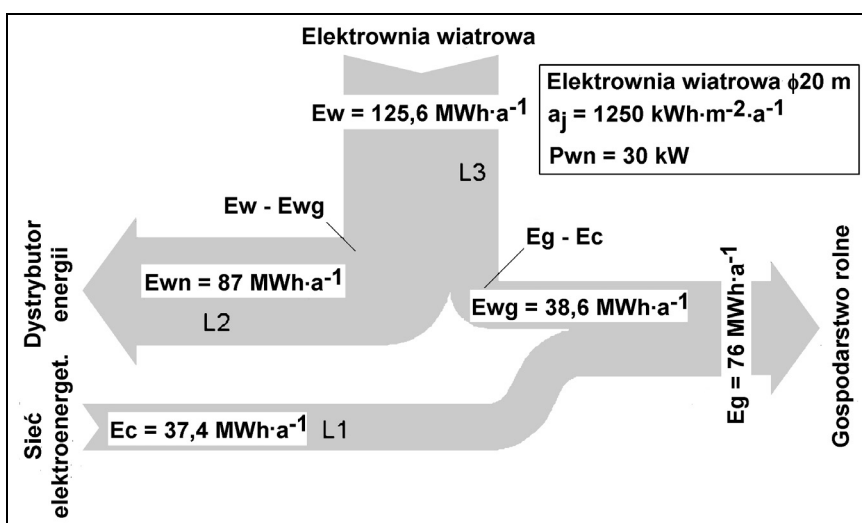 Elektrownia wiatrowa
Ew = 125,6 MWh·a⁻¹
Elektrownia wiatrowa ϕ20 m
aⱼ = 1250 kWh·m⁻²·a⁻¹
Pwn = 30 kW
L3
Ew - Ewg
Eg - Ec
Dystrybutor
energii
Ewn = 87 MWh·a⁻¹
L2
Ewg = 38,6 MWh·a⁻¹
Eg = 76 MWh·a⁻¹
Gospodarstwo rolne
Sieć
elektroenerget.
Ec = 37,4 MWh·a⁻¹
L1